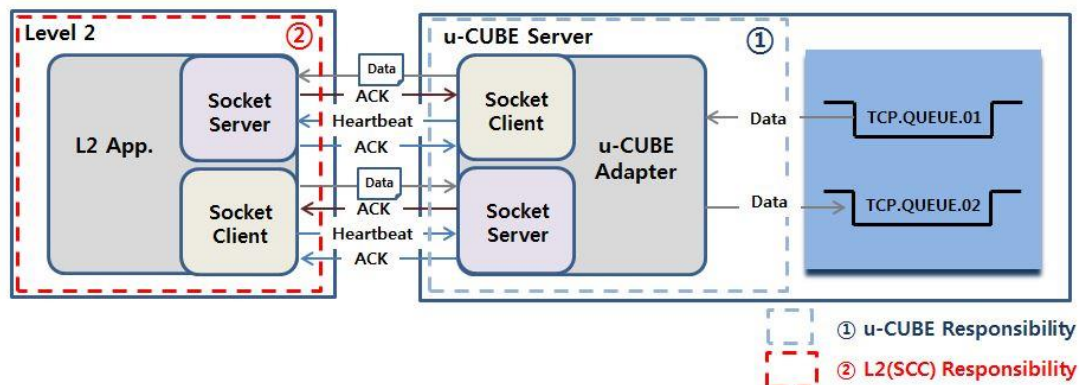 Level 2
②
u-CUBE Server
①
L2 App.
Socket
Server
Socket
Client
Data
ACK
Heartbeat
ACK
Data
ACK
Heartbeat
ACK
Socket
Client
Socket
Server
u-CUBE
Adapter
Data
Data
TCP.QUEUE.01
TCP.QUEUE.02
① u-CUBE Responsibility
② L2(SCC) Responsibility